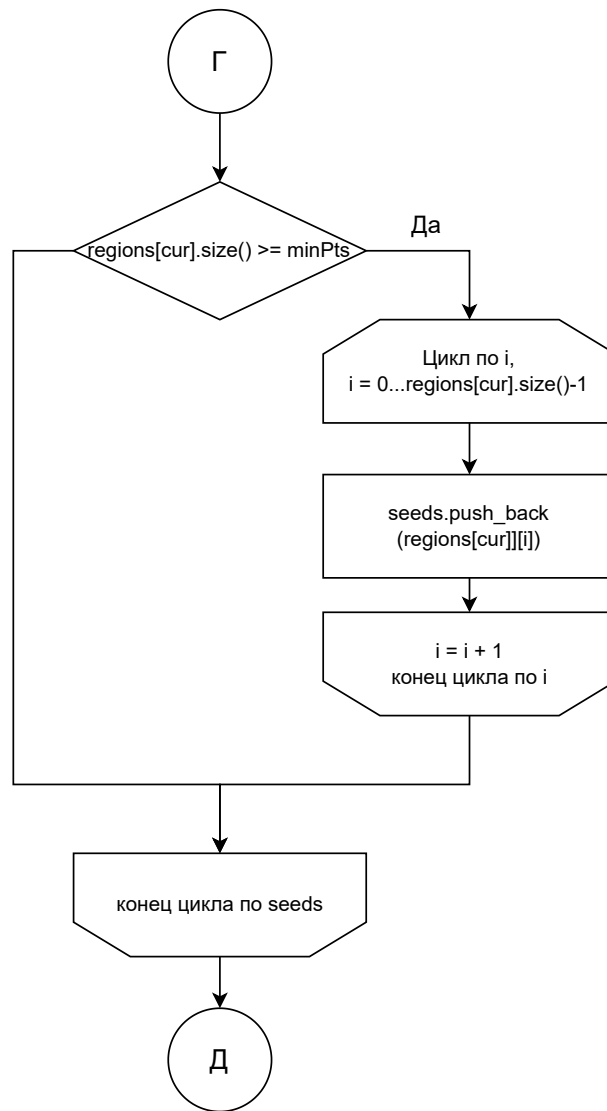 Г
regions[cur].size() >= minPts
Да
Цикл по i,
i = 0...regions[cur].size()-1
seeds.push_back
(regions[cur]][i])
i = i + 1
конец цикла по i
конец цикла по seeds
Д